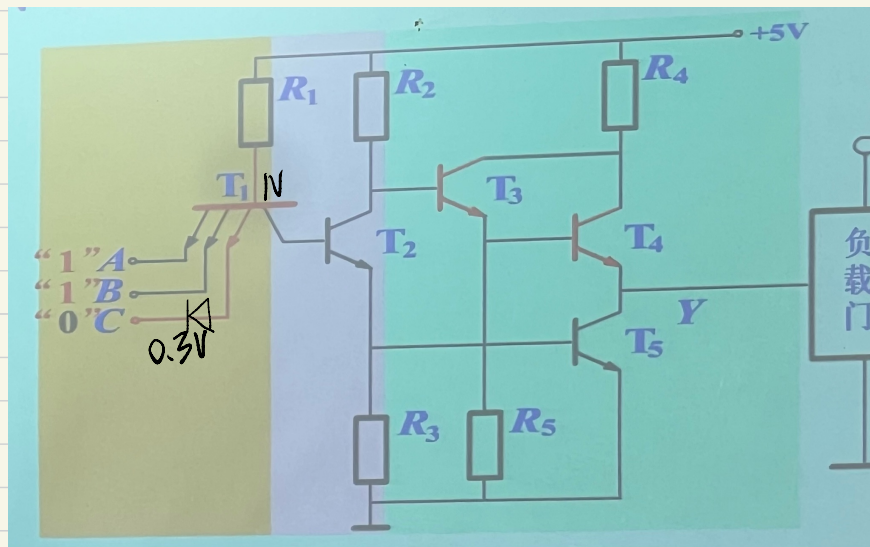 +5V
R₁
R₂
R₄
T₁ 1V
T₃
T₂
T₄
"1"A
"1"B
"0"C
0.3V
Y
T₅
R₃
R₅
负
载
门